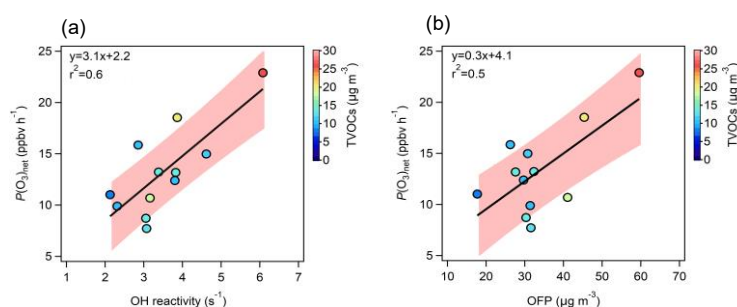 (a)
y=3.1x+2.2
r²=0.6
25
20
15
10
5
P(O₃)net (ppbv h⁻¹)
1 2 3 4 5 6 7
OH reactivity (s⁻¹)
30
25
20
15
10
5
0
TVOCs (µg m⁻³)
(b)
y=0.3x+4.1
r²=0.5
25
20
15
10
5
P(O₃)net (ppbv h⁻¹)
10 20 30 40 50 60 70
OFP (µg m⁻³)
30
25
20
15
10
5
0
TVOCs (µg m⁻³)